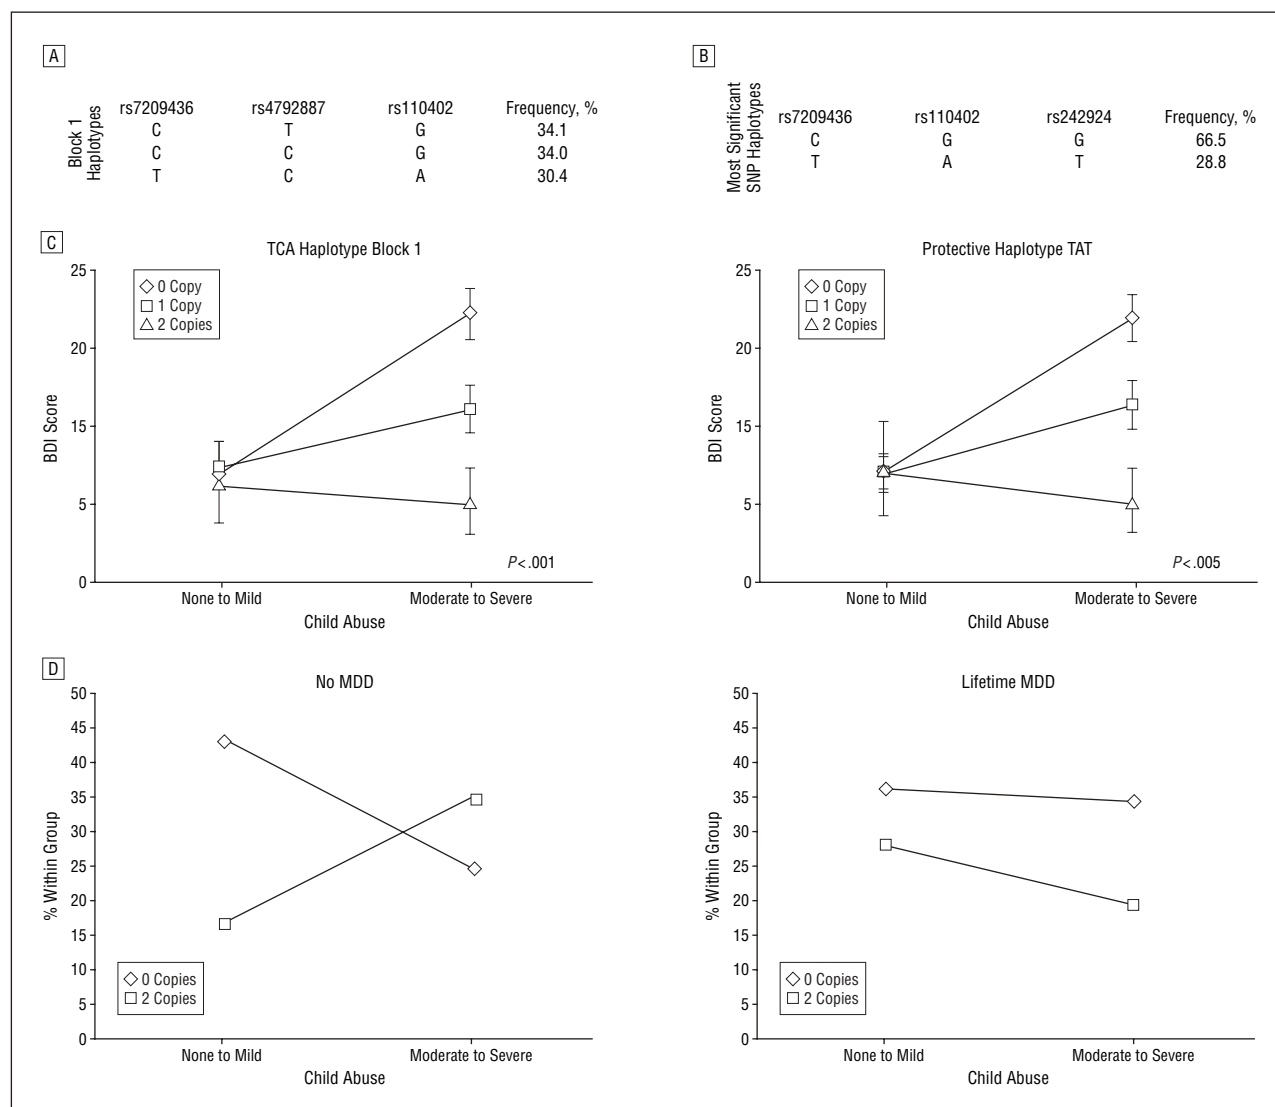 A
Block 1
Haplotypes
rs7209436 rs4792887 rs110402 Frequency, %
C T G 34.1
C C G 34.0
T C A 30.4
B
Most Significant
SNP Haplotypes
rs7209436 rs110402 rs242924 Frequency, %
C G G 66.5
T A T 28.8
C
TCA Haplotype Block 1
0 Copy
1 Copy
2 Copies
BDI Score
25
20
15
5
0
P<.001
None to Mild Moderate to Severe
Child Abuse
Protective Haplotype TAT
0 Copy
1 Copy
2 Copies
BDI Score
25
20
15
5
0
P<.005
None to Mild Moderate to Severe
Child Abuse
D
No MDD
% Within Group
50
45
40
35
30
25
20
15
10
5
0
0 Copies
2 Copies
None to Mild Moderate to Severe
Child Abuse
Lifetime MDD
% Within Group
50
45
40
35
30
25
20
15
10
5
0
0 Copies
2 Copies
None to Mild Moderate to Severe
Child Abuse